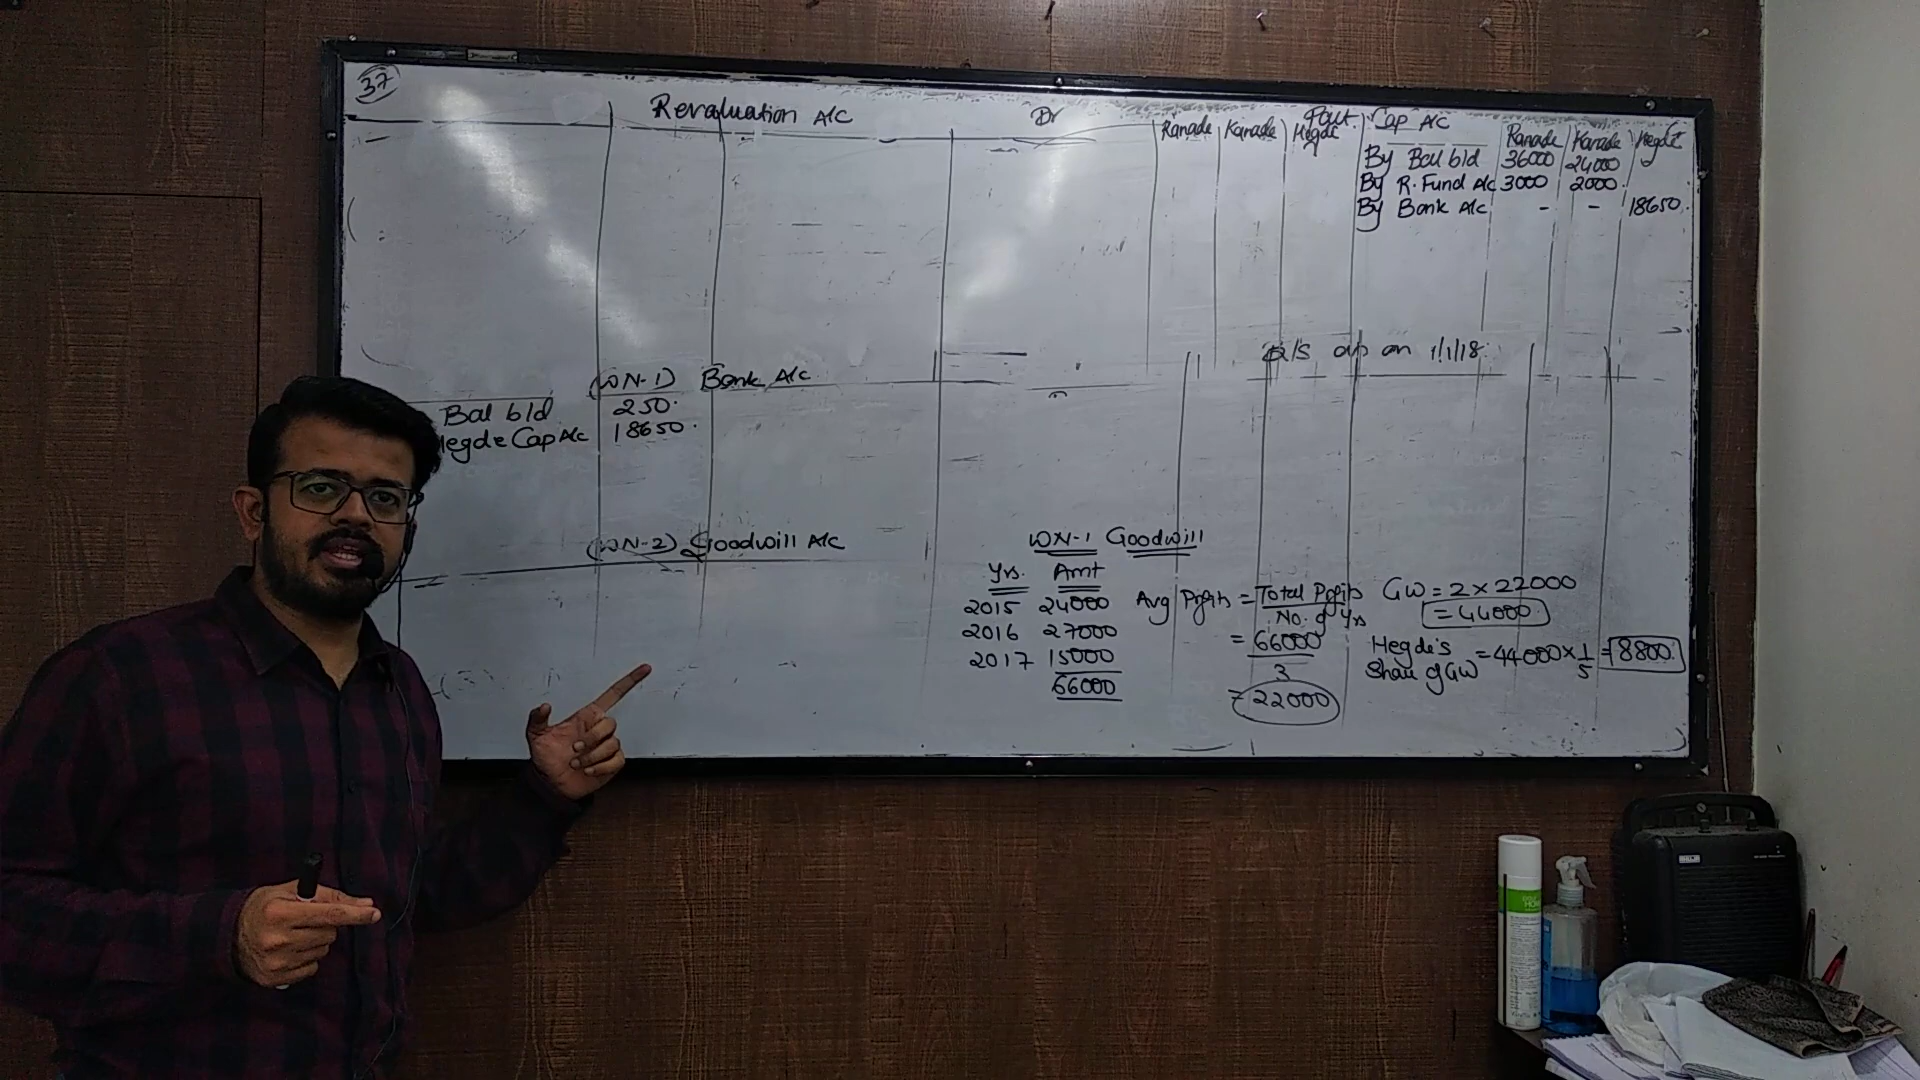 37
Revaluation A/C
Dr
Part. Cap A/C
Ranade Karade Hegde
Ranade Karade Hegde
By Bal b/d 36000 24000
By R. Fund A/c 3000 2000
By Bank A/c - - 18650
B/S as on 1/1/18
(WN-1) Bank A/c
Bal b/d 250
egde Cap A/c 18650
(WN-2) Goodwill A/c
WN-1 Goodwill
Yrs. Amt
2015 24000
2016 27000
2017 15000
66000
Avg Profits = Total Profits
No. of Yrs
= 66000
3
= 22000
GW = 2 × 22000
= 44000
Hegde's
Share of GW = 44000 × 1 = 8800
5